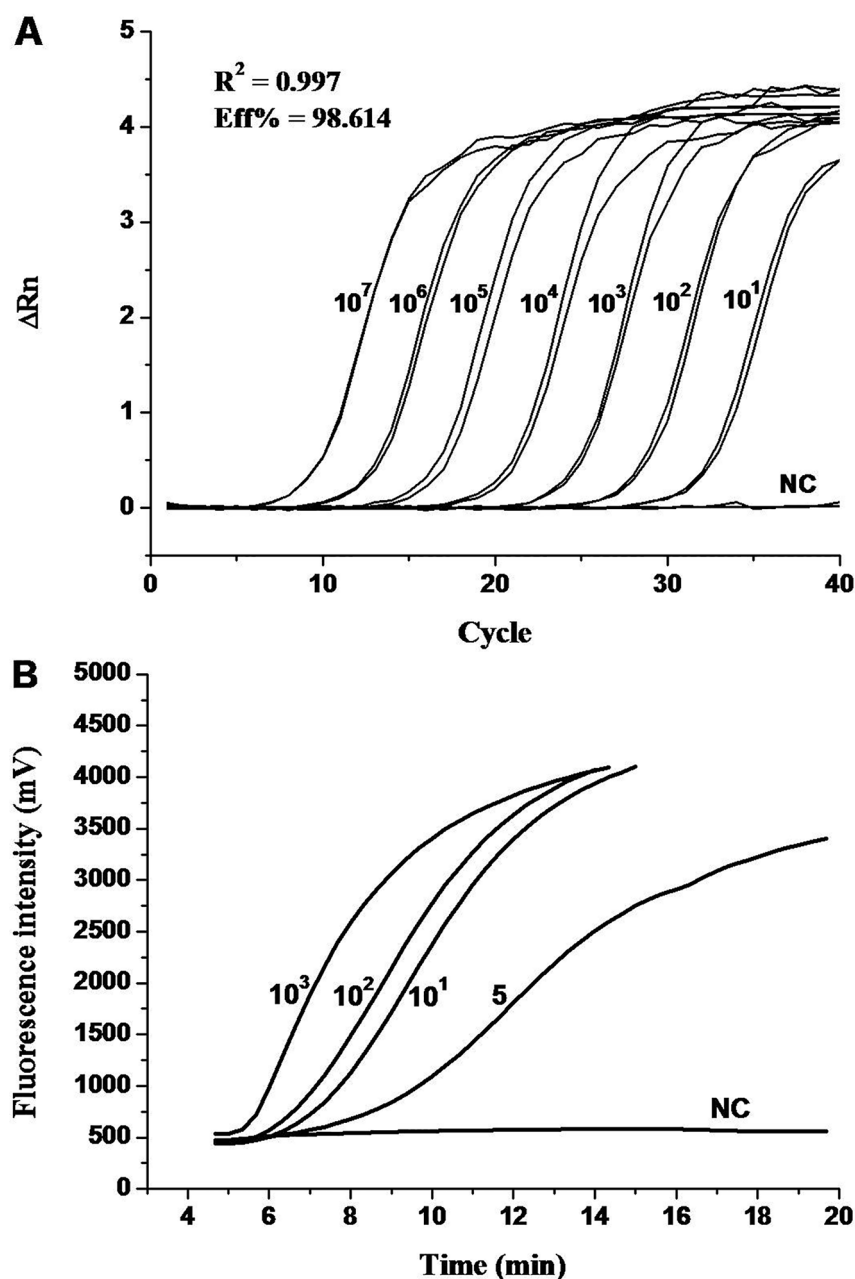 A
5
R² = 0.997
Eff% = 98.614
4
3
ΔRn
10⁷ 10⁶ 10⁵ 10⁴ 10³ 10² 10¹
2
1
NC
0
0 10 20 30 40
Cycle
B
5000
4500
4000
3500
3000
2500
2000
1500
1000
500
0
Fluorescence intensity (mV)
10³ 10² 10¹ 5
NC
4 6 8 10 12 14 16 18 20
Time (min)